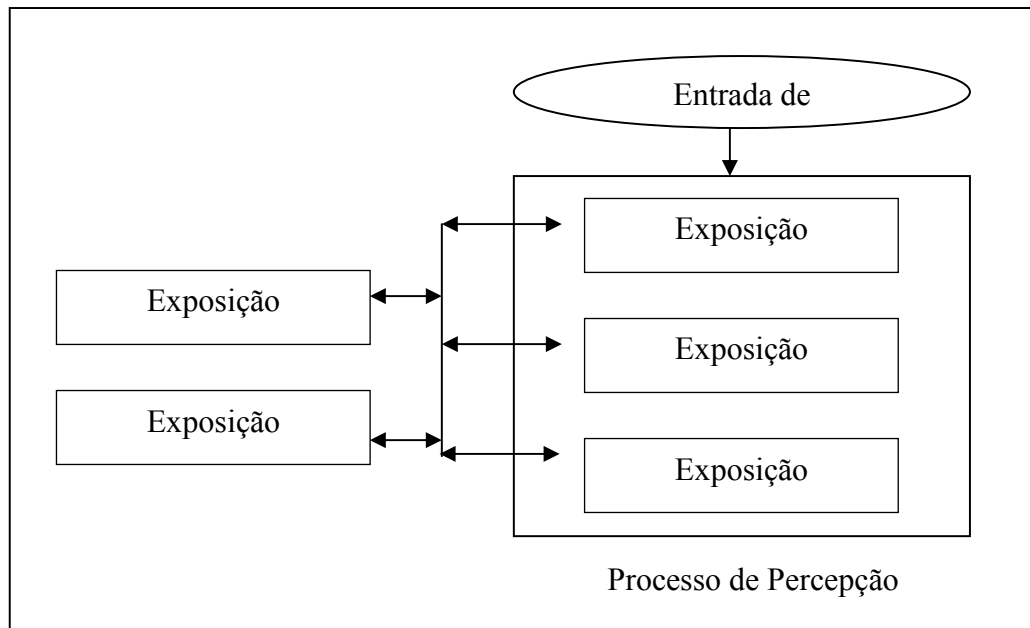 Entrada de
Exposição
Exposição
Exposição
Exposição
Exposição
Processo de Percepção